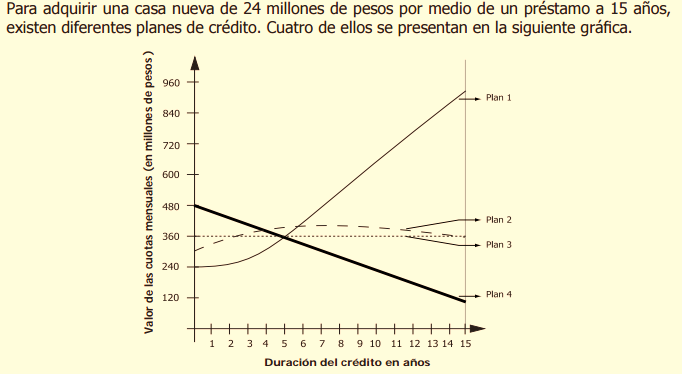 Para adquirir una casa nueva de 24 millones de pesos por medio de un préstamo a 15 años,
existen diferentes planes de crédito. Cuatro de ellos se presentan en la siguiente gráfica.
Valor de las cuotas mensuales (en millones de pesos )
960
840
720
600
480
360
240
120
Plan 1
Plan 2
Plan 3
Plan 4
1 2 3 4 5 6 7 8 9 10 11 12 13 14 15
Duración del crédito en años